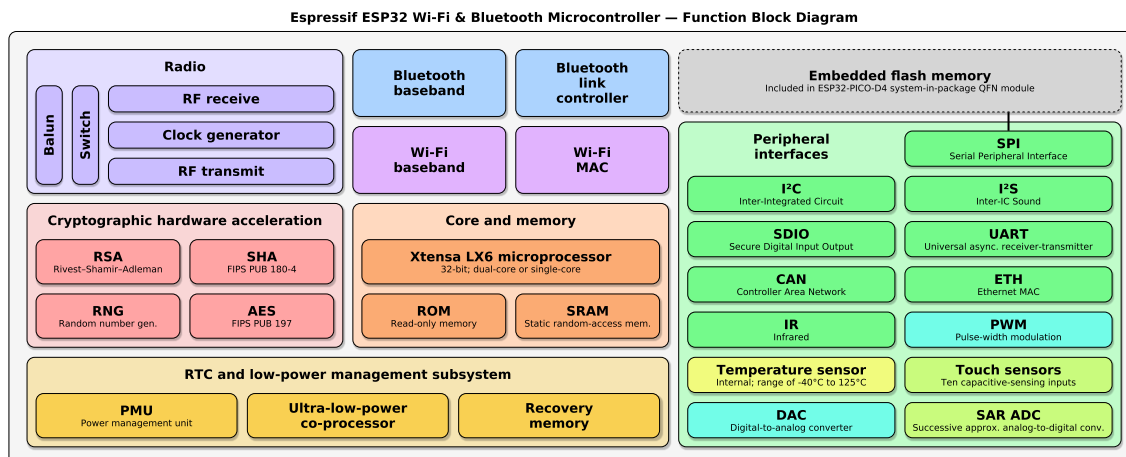 Espressif ESP32 Wi-Fi & Bluetooth Microcontroller — Function Block Diagram
Radio
Balun
Switch
RF receive
Clock generator
RF transmit
Bluetooth
baseband
Bluetooth
link
controller
Wi-Fi
baseband
Wi-Fi
MAC
Embedded flash memory
Included in ESP32-PICO-D4 system-in-package QFN module
Cryptographic hardware acceleration
RSA
Rivest–Shamir–Adleman
SHA
FIPS PUB 180-4
RNG
Random number gen.
AES
FIPS PUB 197
Core and memory
Xtensa LX6 microprocessor
32-bit; dual-core or single-core
ROM
Read-only memory
SRAM
Static random-access mem.
RTC and low-power management subsystem
PMU
Power management unit
Ultra-low-power
co-processor
Recovery
memory
Peripheral
interfaces
SPI
Serial Peripheral Interface
I²C
Inter-Integrated Circuit
I²S
Inter-IC Sound
SDIO
Secure Digital Input Output
UART
Universal async. receiver-transmitter
CAN
Controller Area Network
ETH
Ethernet MAC
IR
Infrared
PWM
Pulse-width modulation
Temperature sensor
Internal; range of -40°C to 125°C
Touch sensors
Ten capacitive-sensing inputs
DAC
Digital-to-analog converter
SAR ADC
Successive approx. analog-to-digital conv.